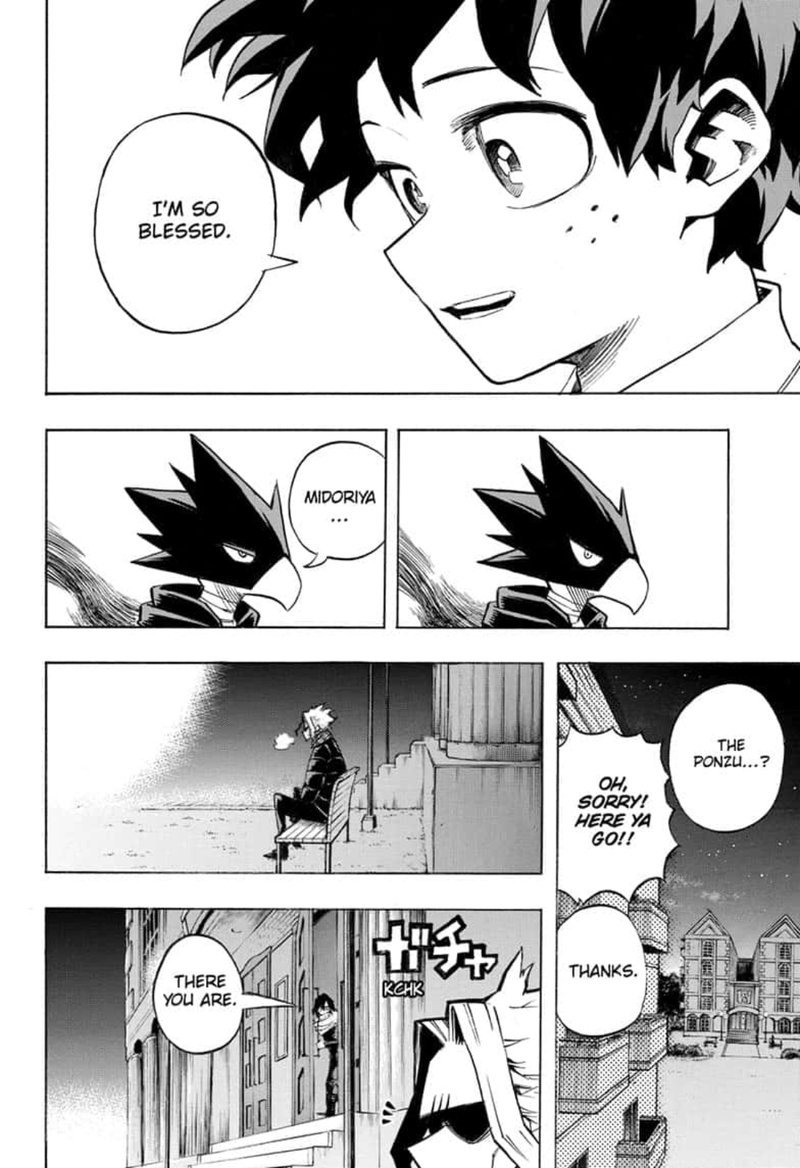 I'M SO
BLESSED.
MIDORIYA
...
THE
PONZU...?
OH,
SORRY!
HERE YA
GO!!
THANKS.
ガチャ
KCHK
THERE
YOU ARE.